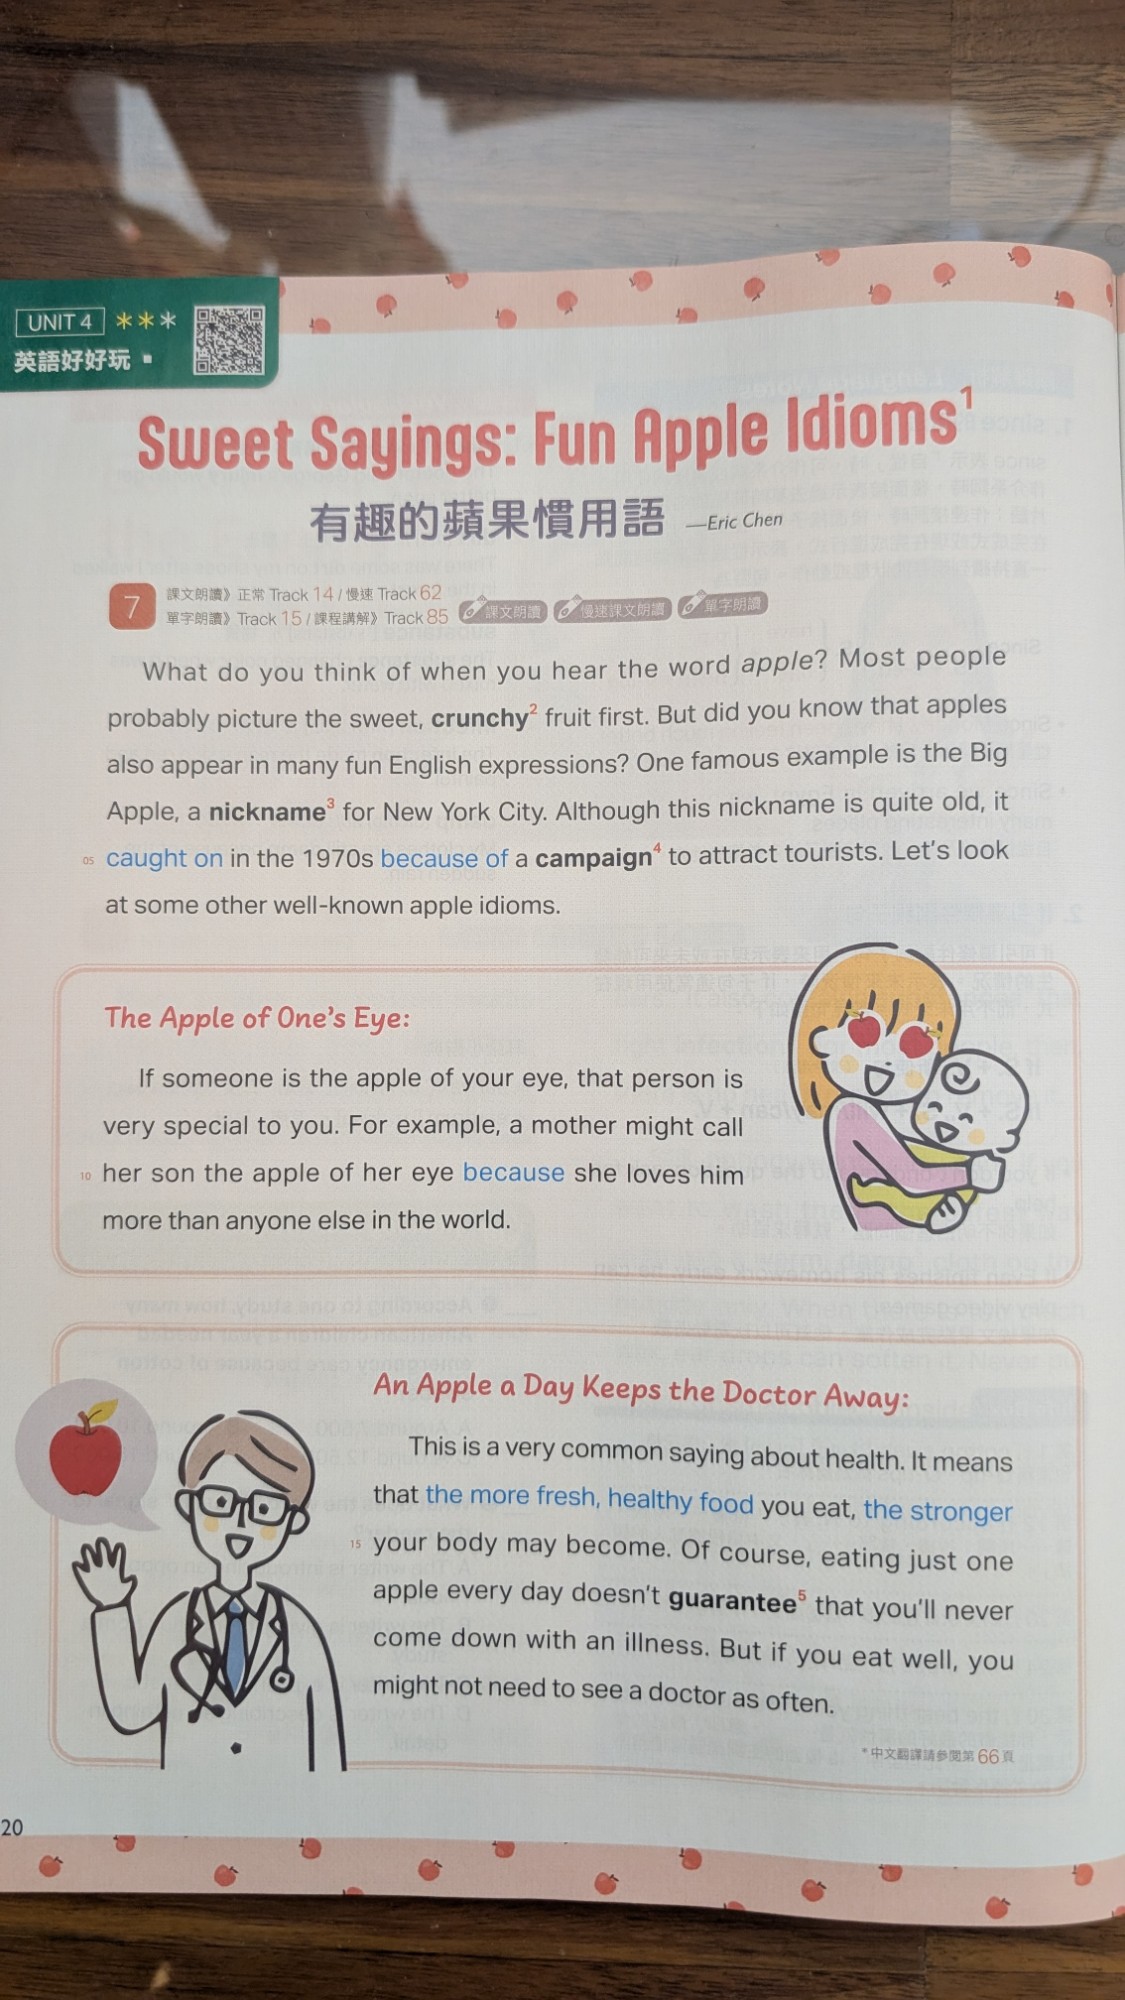 UNIT 4 ***
英語好好玩
Sweet Sayings: Fun Apple Idioms1
有趣的蘋果慣用語 —Eric Chen
7
課文朗讀》正常 Track 14 / 慢速 Track 62
單字朗讀》Track 15 / 課程講解》Track 85 課文朗讀 慢速課文朗讀 單字朗讀
What do you think of when you hear the word apple? Most people
probably picture the sweet, crunchy2 fruit first. But did you know that apples
also appear in many fun English expressions? One famous example is the Big
Apple, a nickname3 for New York City. Although this nickname is quite old, it
05 caught on in the 1970s because of a campaign4 to attract tourists. Let's look
at some other well-known apple idioms.
The Apple of One's Eye:
If someone is the apple of your eye, that person is
very special to you. For example, a mother might call
10 her son the apple of her eye because she loves him
more than anyone else in the world.
An Apple a Day Keeps the Doctor Away:
This is a very common saying about health. It means
that the more fresh, healthy food you eat, the stronger
15 your body may become. Of course, eating just one
apple every day doesn't guarantee5 that you'll never
come down with an illness. But if you eat well, you
might not need to see a doctor as often.
*中文翻譯請參閱第66頁
20